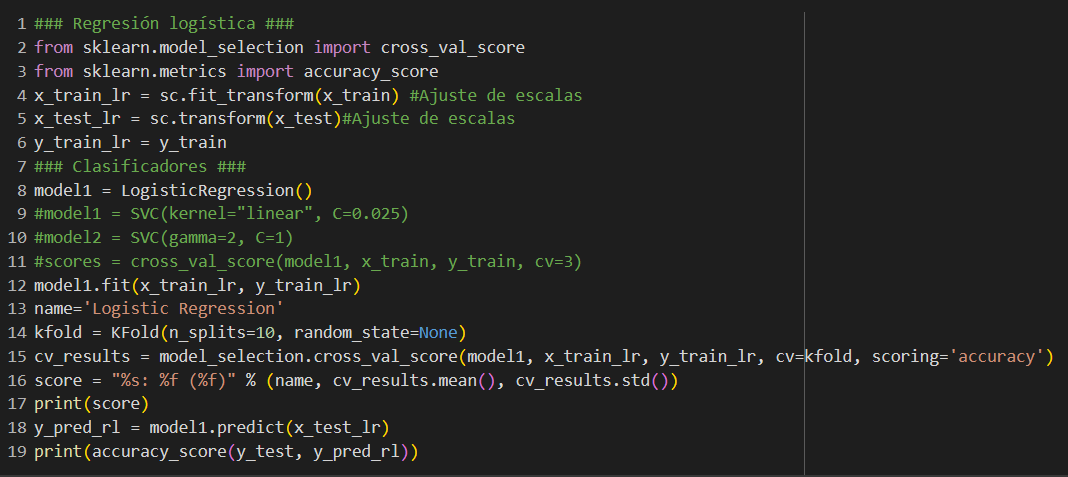 1 ### Regresión logística ###
2 from sklearn.model_selection import cross_val_score
3 from sklearn.metrics import accuracy_score
4 x_train_lr = sc.fit_transform(x_train) #Ajuste de escalas
5 x_test_lr = sc.transform(x_test)#Ajuste de escalas
6 y_train_lr = y_train
7 ### Clasificadores ###
8 model1 = LogisticRegression()
9 #model1 = SVC(kernel="linear", C=0.025)
10 #model2 = SVC(gamma=2, C=1)
11 #scores = cross_val_score(model1, x_train, y_train, cv=3)
12 model1.fit(x_train_lr, y_train_lr)
13 name='Logistic Regression'
14 kfold = KFold(n_splits=10, random_state=None)
15 cv_results = model_selection.cross_val_score(model1, x_train_lr, y_train_lr, cv=kfold, scoring='accuracy')
16 score = "%s: %f (%f)" % (name, cv_results.mean(), cv_results.std())
17 print(score)
18 y_pred_rl = model1.predict(x_test_lr)
19 print(accuracy_score(y_test, y_pred_rl))